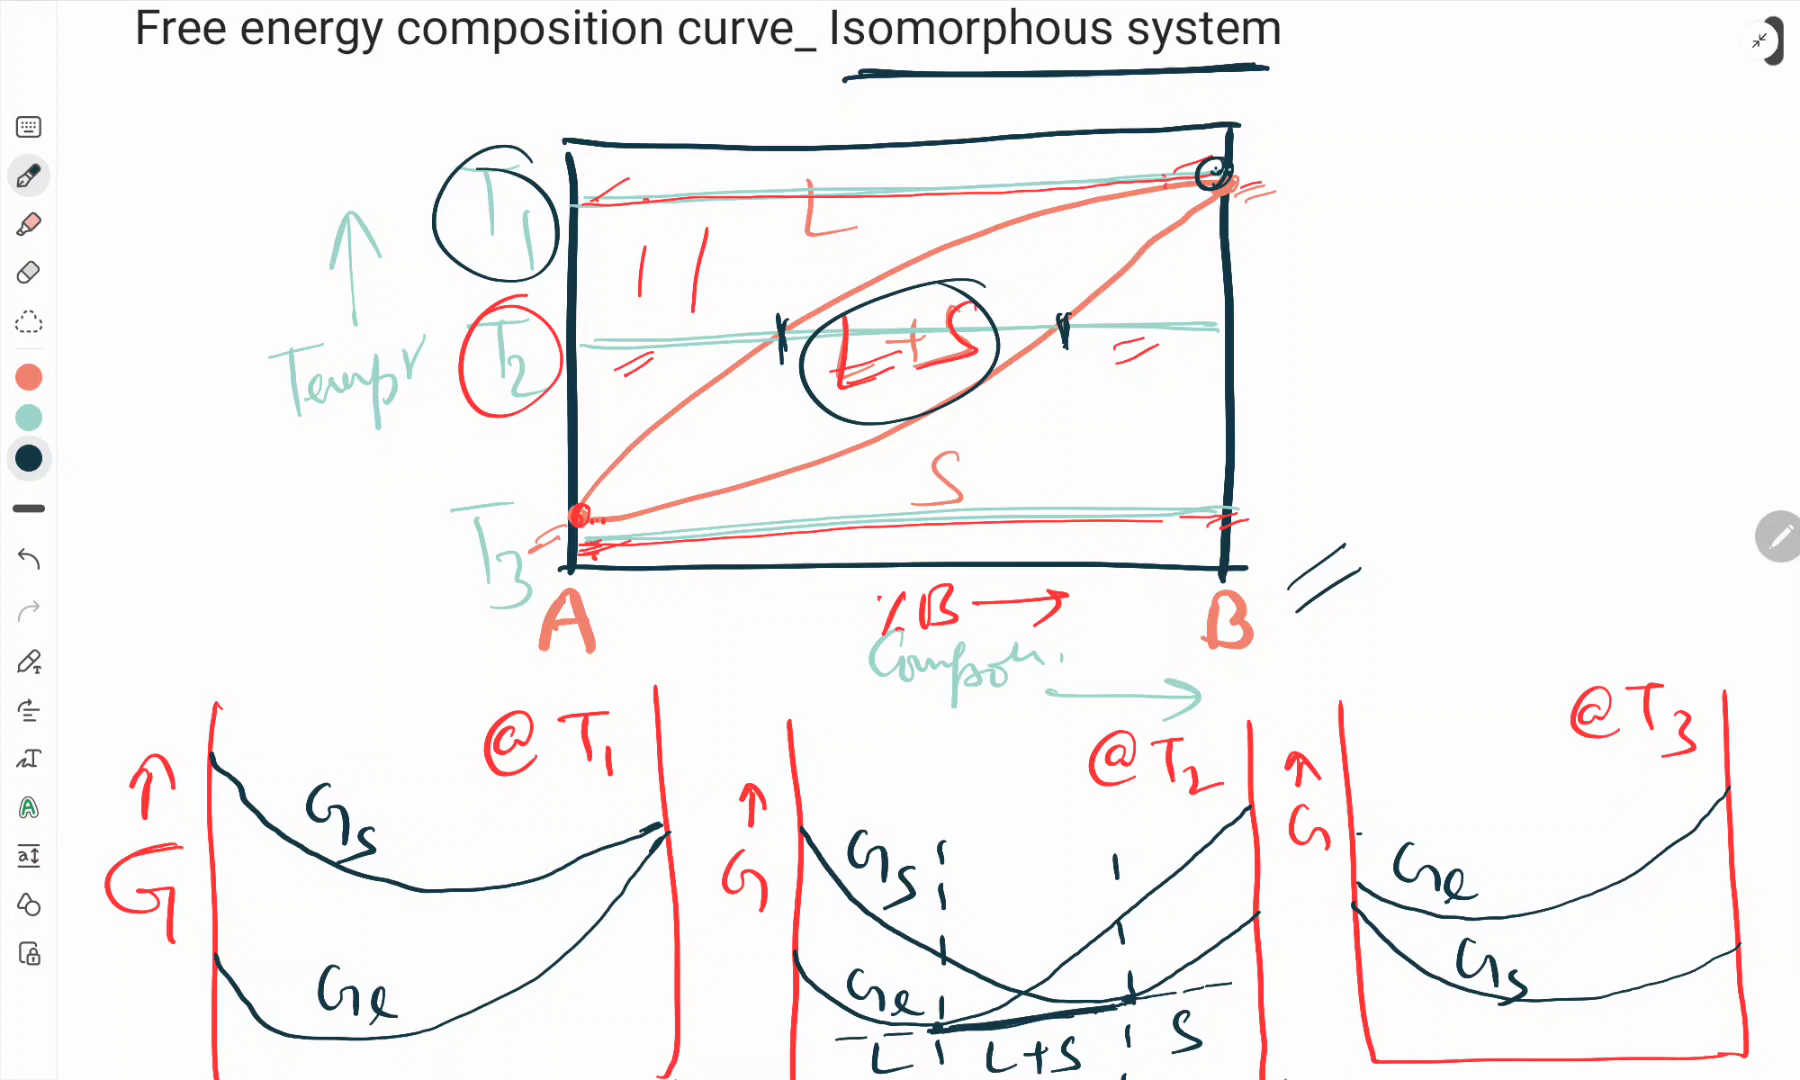 Free energy composition curve_ Isomorphous system
T1
L
T2
L+S
Tempr
S
T3
A
%B
B
Compon.
@T1
@T2
@T3
G
Gs
Gl
G
Gs
Gl
L
L+S
S
G
Gl
Gs